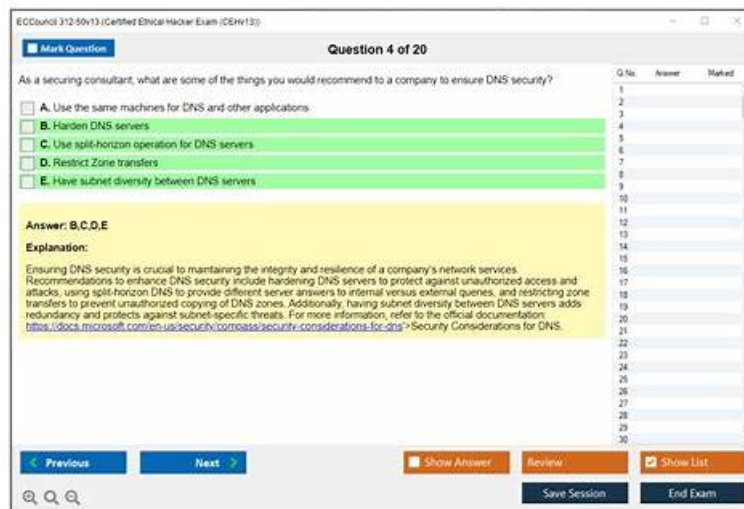 ECCouncil 312-50v13 (Certified Ethical Hacker Exam (CEHv13))
Mark Question
Question 4 of 20
As a securing consultant, what are some of the things you would recommend to a company to ensure DNS security?
A. Use the same machines for DNS and other applications
B. Harden DNS servers
C. Use split-horizon operation for DNS servers
D. Restrict Zone transfers
E. Have subnet diversity between DNS servers
Answer: B,C,D,E
Explanation:
Ensuring DNS security is crucial to maintaining the integrity and resilience of a company's network services.
Recommendations to enhance DNS security include hardening DNS servers to protect against unauthorized access and
attacks, using split-horizon DNS to provide different server answers to internal versus external queries, and restricting zone
transfers to prevent unauthorized copying of DNS zones. Additionally, having subnet diversity between DNS servers adds
redundancy and protects against subnet-specific threats. For more information, refer to the official documentation:
https://docs.microsoft.com/en-us/security/compass/security-considerations-for-dns">Security Considerations for DNS.
Q.No. Answer Marked
1
2
3
4
5
6
7
8
9
10
11
12
13
14
15
16
17
18
19
20
21
22
23
24
25
26
27
28
29
30
Previous
Next
Show Answer
Review
Show List
Save Session
End Exam